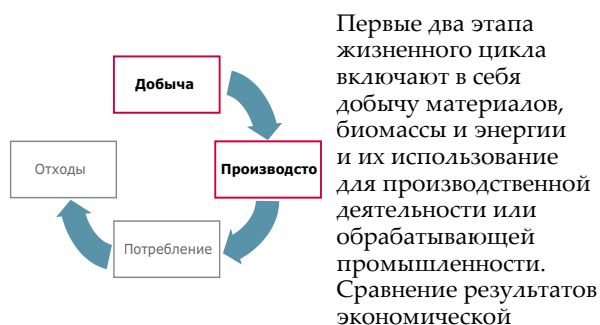 Добыча
Производсто
Потребление
Отходы
Первые два этапа
жизненного цикла
включают в себя
добычу материалов,
биомассы и энергии
и их использование
для производственной
деятельности или
обрабатывающей
промышленности.
Сравнение результатов
экономической